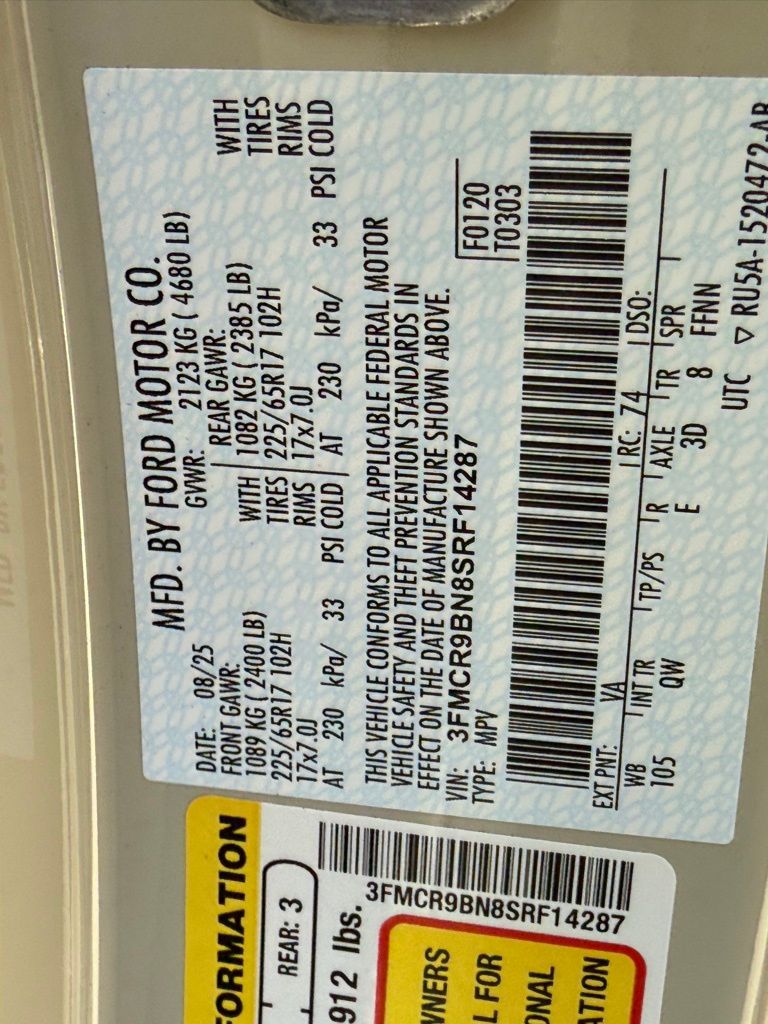 MFD. BY FORD MOTOR CO.
DATE: 08/25 GVWR: 2123 KG ( 4680 LB)
FRONT GAWR: REAR GAWR:
1089 KG ( 2400 LB) WITH 1082 KG ( 2385 LB) WITH
225/65R17 102H TIRES 225/65R17 102H TIRES
17x7.0J RIMS 17x7.0J RIMS
AT 230 kPa/ 33 PSI COLD AT 230 kPa/ 33 PSI COLD
THIS VEHICLE CONFORMS TO ALL APPLICABLE FEDERAL MOTOR
VEHICLE SAFETY AND THEFT PREVENTION STANDARDS IN
EFFECT ON THE DATE OF MANUFACTURE SHOWN ABOVE.
VIN: 3FMCR9BN8SRF14287
TYPE: MPV
F0120
T0303
EXT PNT: VA RC: 74 DSO:
WB INT TR TP/PS R AXLE TR SPR
105 QW E 3D 8 FFNN
UTC ▽ RU5A-1520472-AB
FORMATION
REAR: 3
912 lbs.
3FMCR9BN8SRF14287
WNERS
L FOR
ONAL
ATION